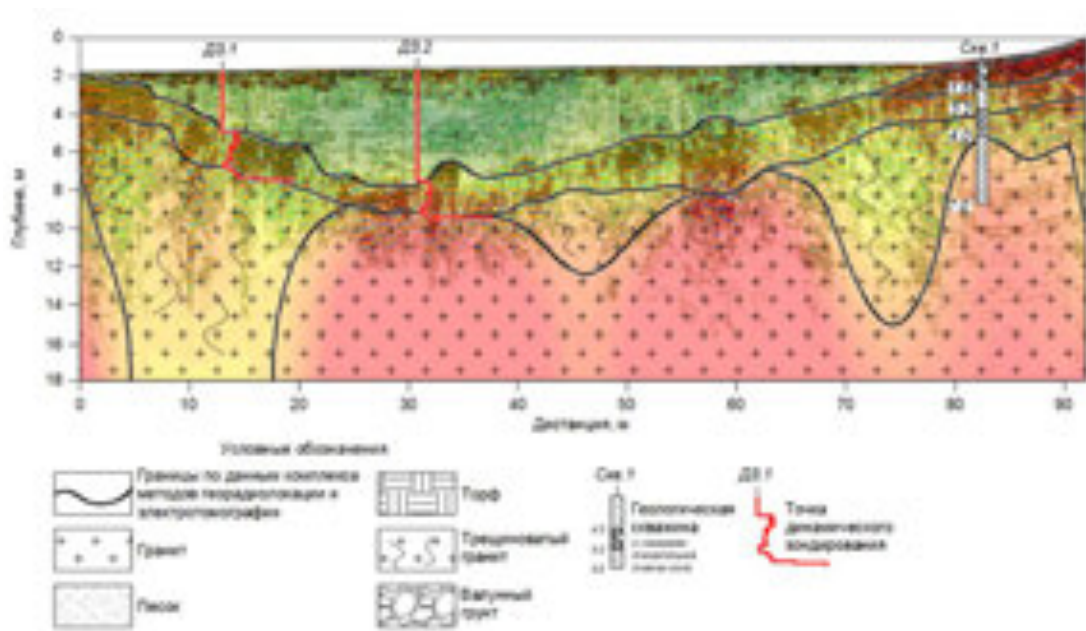 ДЗ.1 ДЗ.2 Скв.1
0
2
4
6
8
10
12
14
16
18
Глубина, м
0 10 20 30 40 50 60 70 80 90
Дистанция, м
Условные обозначения
Границы по данным комплекса
методов георадиолокации и
электротомографии
Гранит
Песок
Торф
Трещиноватый
гранит
Валунный
грунт
Скв.1
Геологическая
скважина
ДЗ.1
Точка
динамического
зондирования